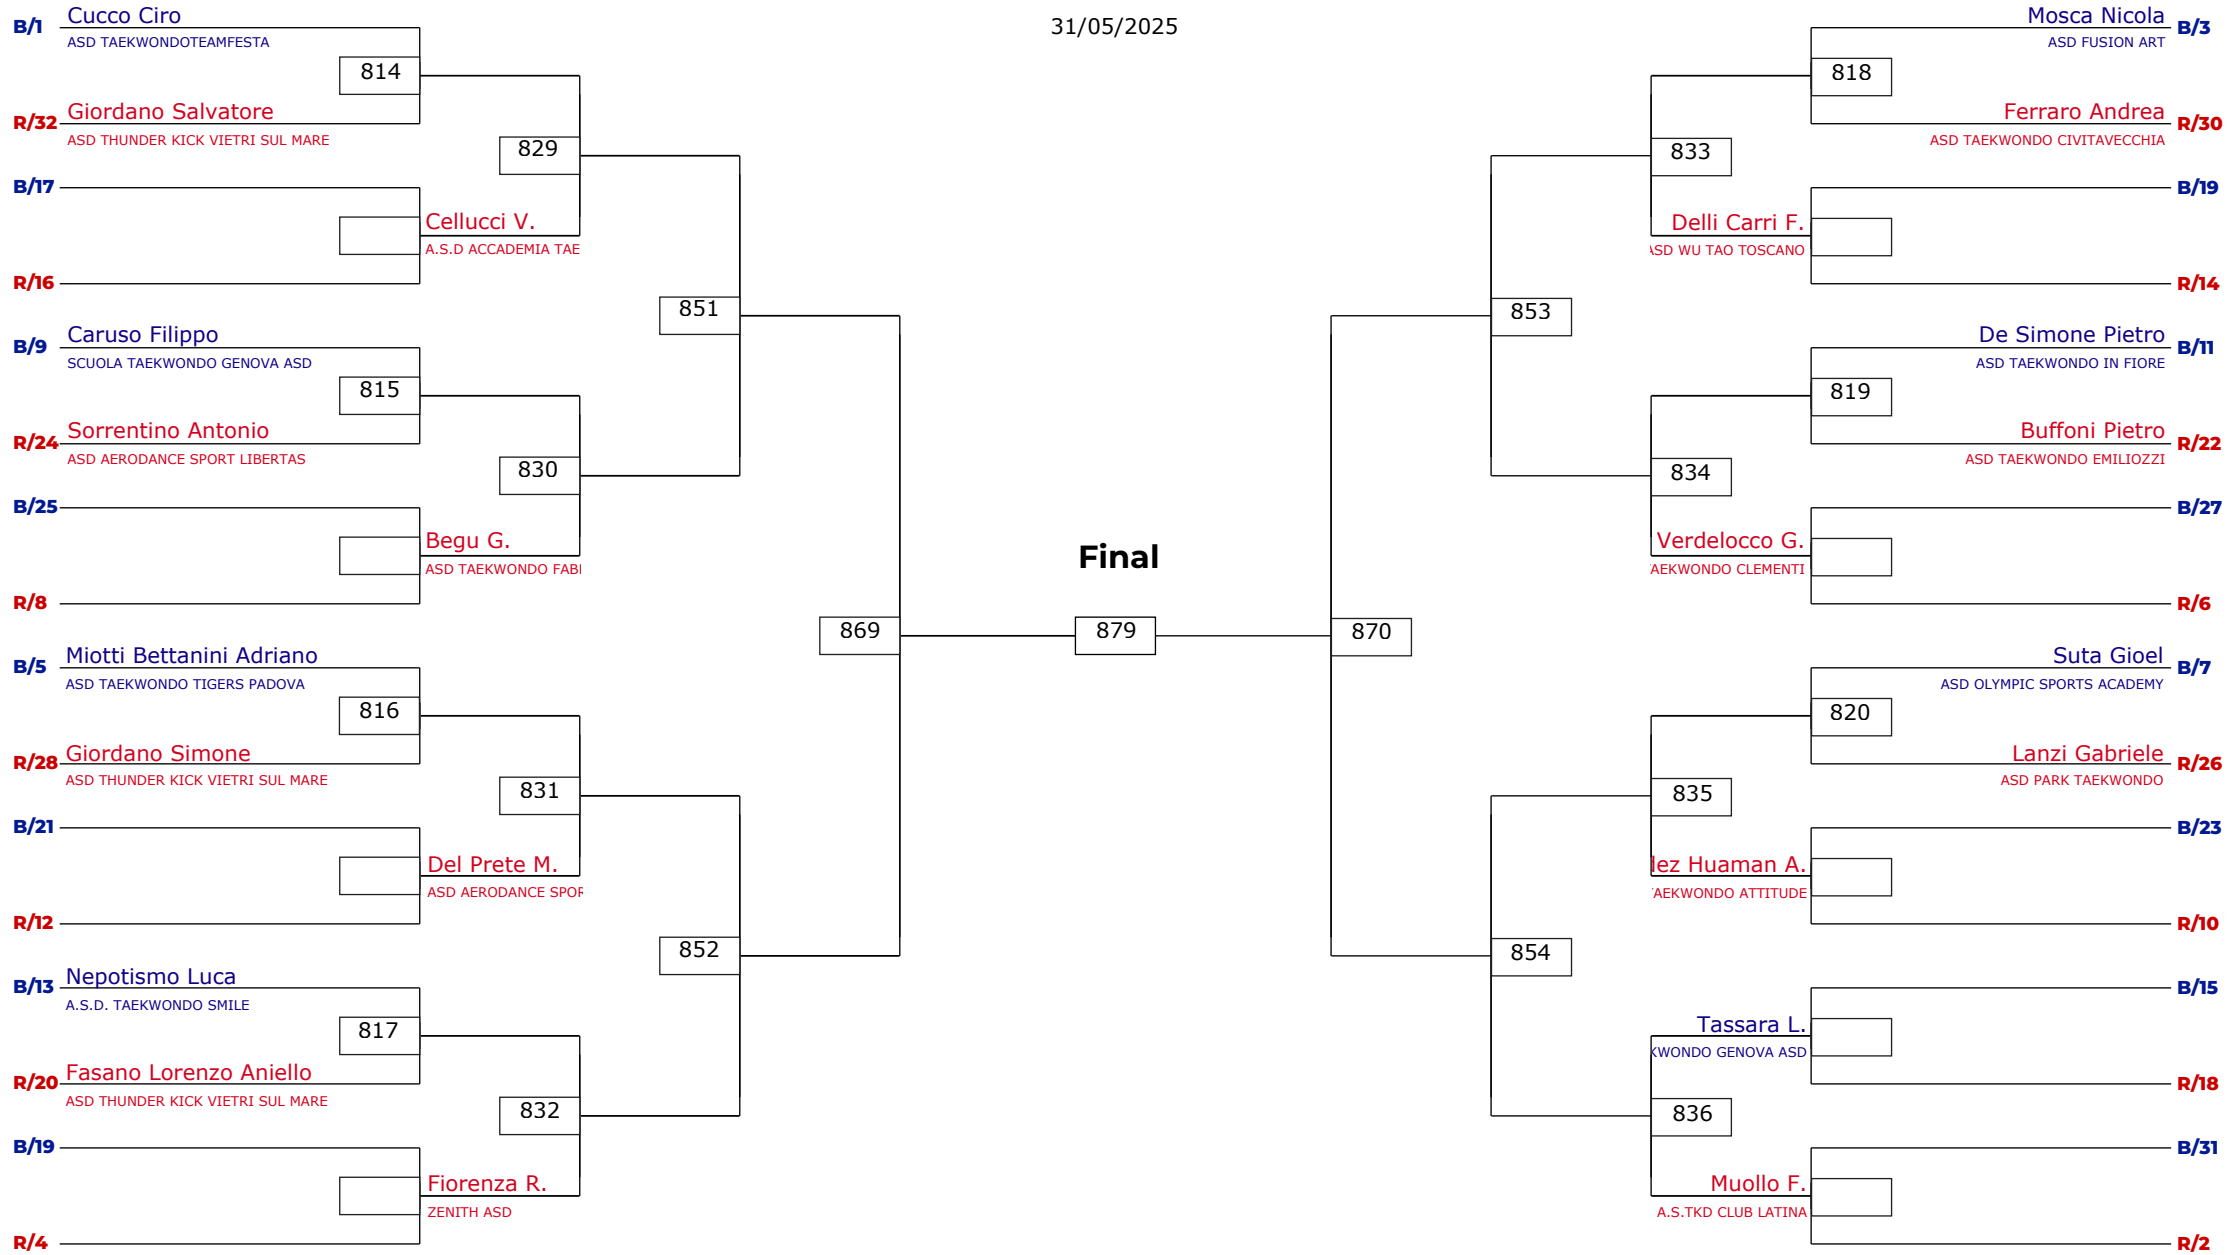 31/05/2025
B/1 Cucco Ciro
ASD TAEKWONDOTEAMFESTA
814
R/32 Giordano Salvatore
ASD THUNDER KICK VIETRI SUL MARE
829
B/17
Cellucci V.
A.S.D ACCADEMIA TAE
R/16
851
B/9 Caruso Filippo
SCUOLA TAEKWONDO GENOVA ASD
815
R/24 Sorrentino Antonio
ASD AERODANCE SPORT LIBERTAS
830
B/25
Begu G.
ASD TAEKWONDO FAB
R/8
869
B/5 Miotti Bettanini Adriano
ASD TAEKWONDO TIGERS PADOVA
816
R/28 Giordano Simone
ASD THUNDER KICK VIETRI SUL MARE
831
B/21
Del Prete M.
ASD AERODANCE SPOR
R/12
852
B/13 Nepotismo Luca
A.S.D. TAEKWONDO SMILE
817
R/20 Fasano Lorenzo Aniello
ASD THUNDER KICK VIETRI SUL MARE
832
B/19
Fiorenza R.
ZENITH ASD
R/4
Final
879
Mosca Nicola B/3
ASD FUSION ART
818
Ferraro Andrea R/30
ASD TAEKWONDO CIVITAVECCHIA
833
B/19
Delli Carri F.
ASD WU TAO TOSCANO
R/14
853
De Simone Pietro B/11
ASD TAEKWONDO IN FIORE
819
Buffoni Pietro R/22
ASD TAEKWONDO EMILIOZZI
834
B/27
Verdelocco G.
AEKWONDO CLEMENTI
R/6
870
Suta Gioel B/7
ASD OLYMPIC SPORTS ACADEMY
820
Lanzi Gabriele R/26
ASD PARK TAEKWONDO
835
B/23
ez Huaman A.
AEKWONDO ATTITUDE
R/10
854
B/15
Tassara L.
KWONDO GENOVA ASD
R/18
836
B/31
Muollo F.
A.S.TKD CLUB LATINA
R/2